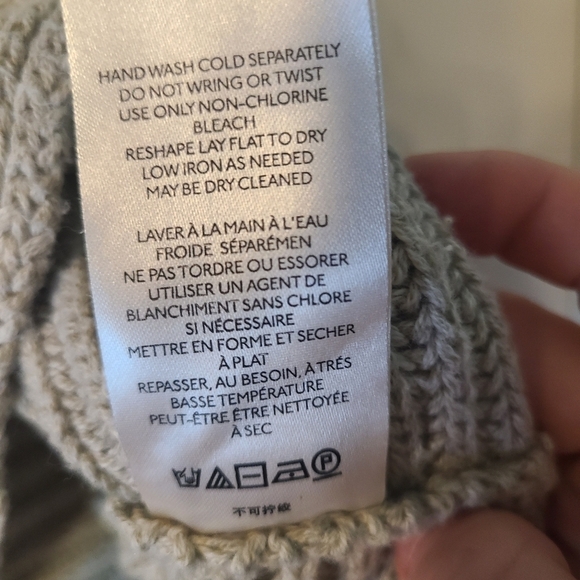 HAND WASH COLD SEPARATELY
DO NOT WRING OR TWIST
USE ONLY NON-CHLORINE
BLEACH
RESHAPE LAY FLAT TO DRY
LOW IRON AS NEEDED
MAY BE DRY CLEANED
LAVER À LA MAIN À L'EAU
FROIDE SÉPARÉMEN
NE PAS TORDRE OU ESSORER
UTILISER UN AGENT DE
BLANCHIMENT SANS CHLORE
SI NÉCESSAIRE
METTRE EN FORME ET SECHER
À PLAT
REPASSER, AU BESOIN, À TRÉS
BASSE TEMPÉRATURE
PEUT-ÊTRE ÊTRE NETTOYÉE
À SEC
P
不可拧绞